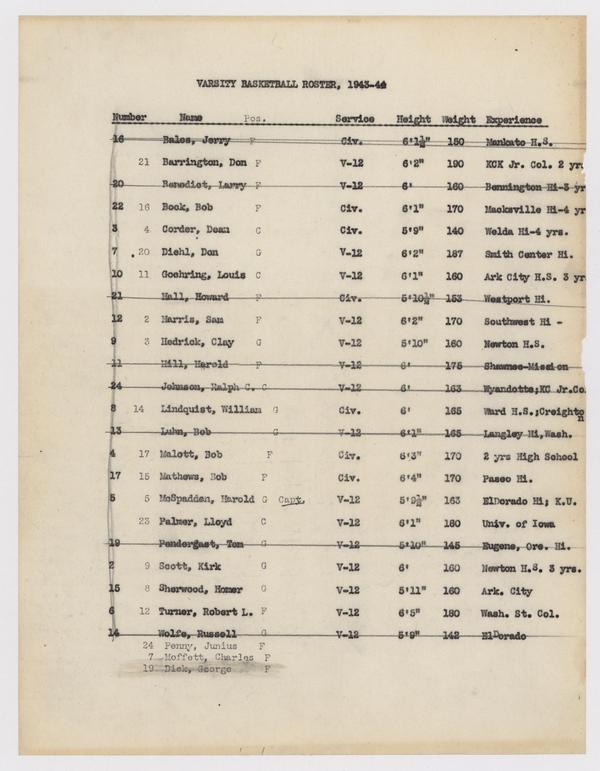 VARSITY BASKETBALL ROSTER, 1943-44
Number Name Pos. Service Height Weight Experience
16 Bales, Jerry F Civ. 6'1½" 150 Mankato H.S.
21 Barrington, Don F V-12 6'2" 190 KCK Jr. Col. 2 yr
20 Benedict, Larry F V-12 6' 160 Bennington Hi-3 yr
22 16 Book, Bob F Civ. 6'1" 170 Macksville Hi-4 yr
3 4 Corder, Dean C Civ. 5'9" 140 Welda Hi-4 yrs.
7 20 Diehl, Don G V-12 6'2" 187 Smith Center Hi.
10 11 Goehring, Louis C V-12 6'1" 160 Ark City H.S. 3 yr
21 Hall, Howard F Civ. 5'10½" 153 Westport Hi.
12 2 Harris, Sam F V-12 6'2" 170 Southwest Hi -
9 3 Hedrick, Clay G V-12 5'10" 160 Newton H.S.
11 Hill, Harold F V-12 6' 175 Shawnee-Mission
24 Johnson, Ralph C. C V-12 6' 163 Wyandotte;KC Jr.Co
8 14 Lindquist, William G Civ. 6' 165 Ward H.S.;Creighton
13 Luhn, Bob G V-12 6'1" 165 Langley Hi,Wash.
4 17 Malott, Bob F Civ. 6'3" 170 2 yrs High School
17 15 Mathews, Bob F Civ. 6'4" 170 Paseo Hi.
5 5 McSpadden, Harold G Capt. V-12 5'9½" 163 ElDorado Hi; K.U.
23 Palmer, Lloyd C V-12 6'1" 180 Univ. of Iowa
19 Pendergast, Tom G V-12 5'10" 145 Eugene, Ore. Hi.
2 9 Scott, Kirk G V-12 6' 160 Newton H.S. 3 yrs.
15 8 Sherwood, Homer G V-12 5'11" 160 Ark. City
6 12 Turner, Robert L. F V-12 6'5" 180 Wash. St. Col.
14 Wolfe, Russell G V-12 5'9" 142 ElDorado
24 Penny, Junius F
7 Moffett, Charles F
19 Dick, George F